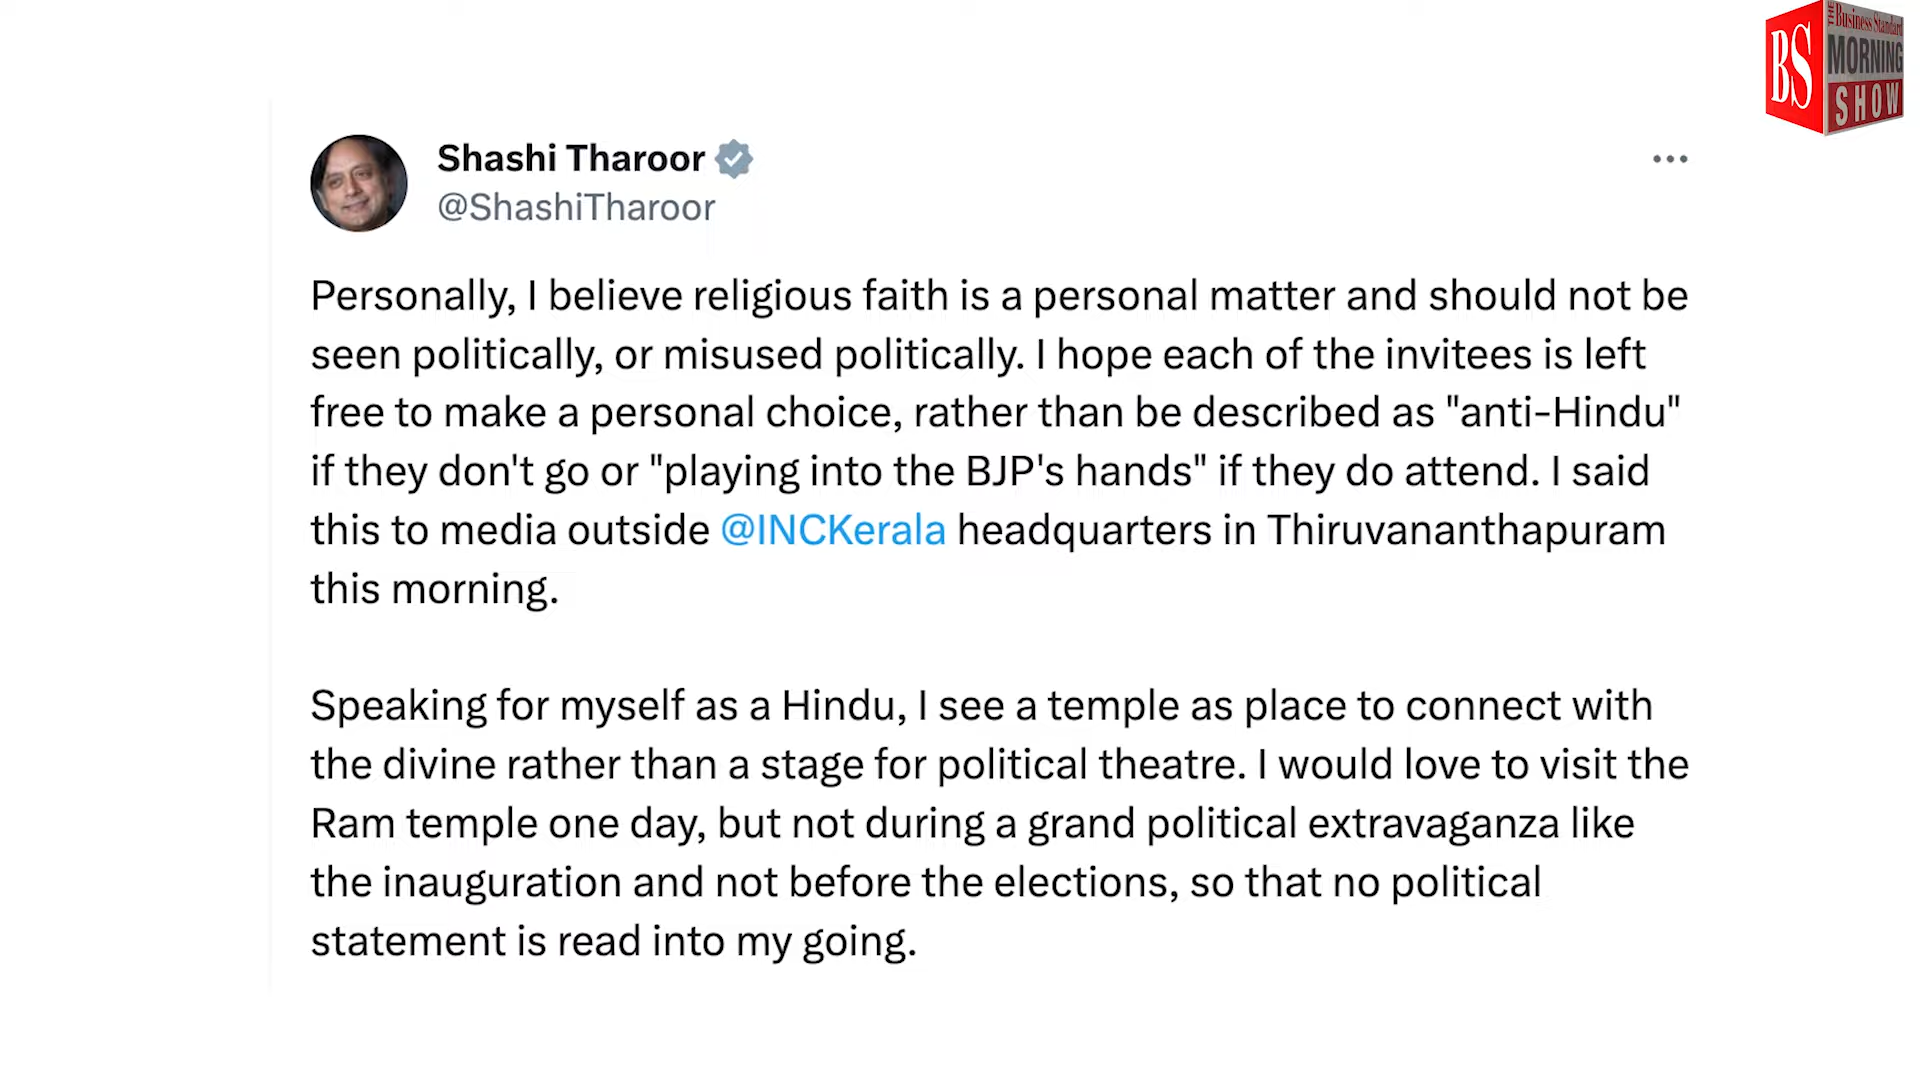 THE Business Standard
BS
MORNING
SHOW
Shashi Tharoor
@ShashiTharoor
Personally, I believe religious faith is a personal matter and should not be
seen politically, or misused politically. I hope each of the invitees is left
free to make a personal choice, rather than be described as "anti-Hindu"
if they don't go or "playing into the BJP's hands" if they do attend. I said
this to media outside @INCKerala headquarters in Thiruvananthapuram
this morning.
Speaking for myself as a Hindu, I see a temple as place to connect with
the divine rather than a stage for political theatre. I would love to visit the
Ram temple one day, but not during a grand political extravaganza like
the inauguration and not before the elections, so that no political
statement is read into my going.